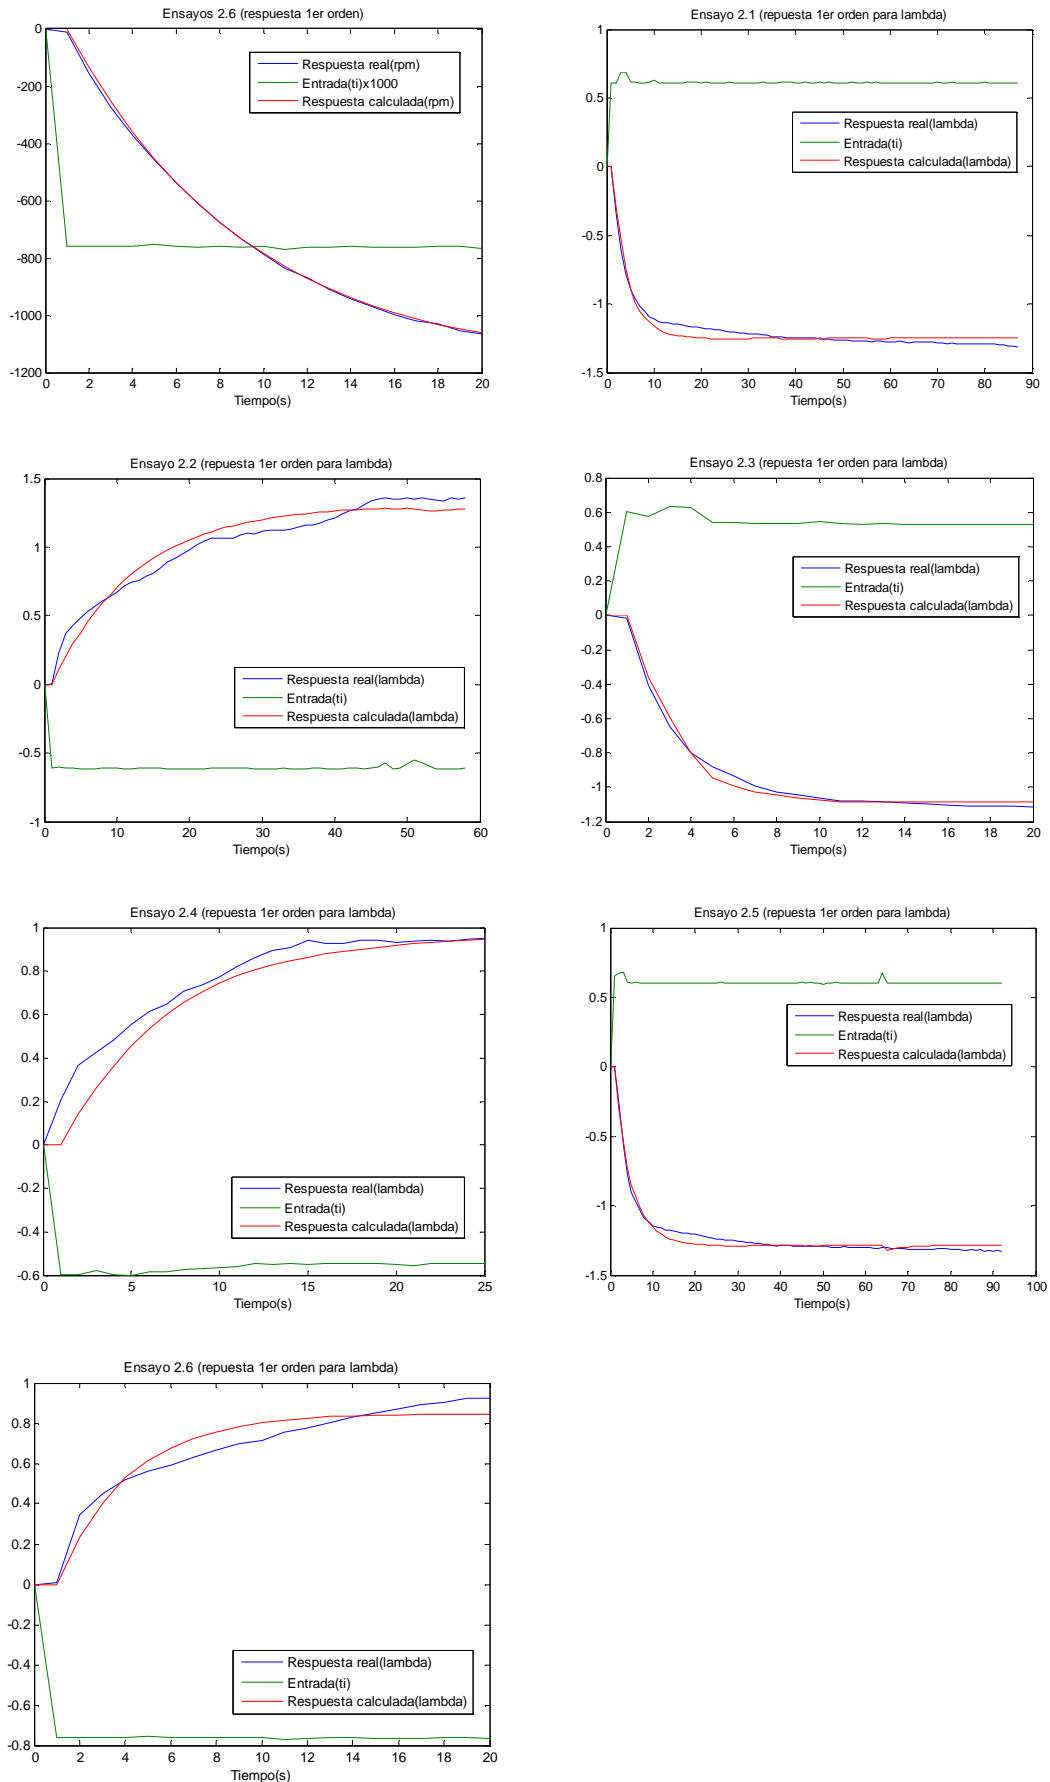 Ensayos 2.6 (respuesta 1er orden)
0
-200
-400
-600
-800
-1000
-1200
Respuesta real(rpm)
Entrada(ti)x1000
Respuesta calculada(rpm)
0 2 4 6 8 10 12 14 16 18 20
Tiempo(s)
Ensayo 2.1 (repuesta 1er orden para lambda)
1
0.5
0
-0.5
-1
-1.5
Respuesta real(lambda)
Entrada(ti)
Respuesta calculada(lambda)
0 10 20 30 40 50 60 70 80 90
Tiempo(s)
Ensayo 2.2 (repuesta 1er orden para lambda)
1.5
1
0.5
0
-0.5
-1
Respuesta real(lambda)
Entrada(ti)
Respuesta calculada(lambda)
0 10 20 30 40 50 60
Tiempo(s)
Ensayo 2.3 (repuesta 1er orden para lambda)
0.8
0.6
0.4
0.2
0
-0.2
-0.4
-0.6
-0.8
-1
-1.2
Respuesta real(lambda)
Entrada(ti)
Respuesta calculada(lambda)
0 2 4 6 8 10 12 14 16 18 20
Tiempo(s)
Ensayo 2.4 (repuesta 1er orden para lambda)
1
0.8
0.6
0.4
0.2
0
-0.2
-0.4
-0.6
Respuesta real(lambda)
Entrada(ti)
Respuesta calculada(lambda)
0 5 10 15 20 25
Tiempo(s)
Ensayo 2.5 (repuesta 1er orden para lambda)
1
0.5
0
-0.5
-1
-1.5
Respuesta real(lambda)
Entrada(ti)
Respuesta calculada(lambda)
0 10 20 30 40 50 60 70 80 90 100
Tiempo(s)
Ensayo 2.6 (repuesta 1er orden para lambda)
1
0.8
0.6
0.4
0.2
0
-0.2
-0.4
-0.6
-0.8
Respuesta real(lambda)
Entrada(ti)
Respuesta calculada(lambda)
0 2 4 6 8 10 12 14 16 18 20
Tiempo(s)